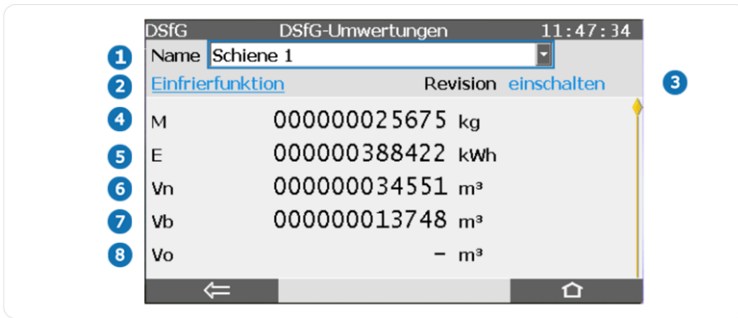 DSfG DSfG-Umwertungen 11:47:34
1 Name Schiene 1
2 Einfrierfunktion Revision einschalten 3
4 M 000000025675 kg
5 E 000000388422 kWh
6 Vn 000000034551 m³
7 Vb 000000013748 m³
8 Vo – m³